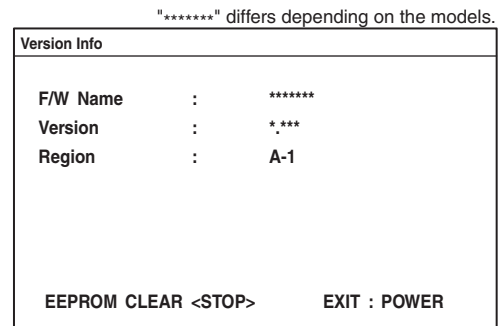 "*******" differs depending on the models.
Version Info
F/W Name : *******
Version : *.***
Region : A-1
EEPROM CLEAR <STOP> EXIT : POWER